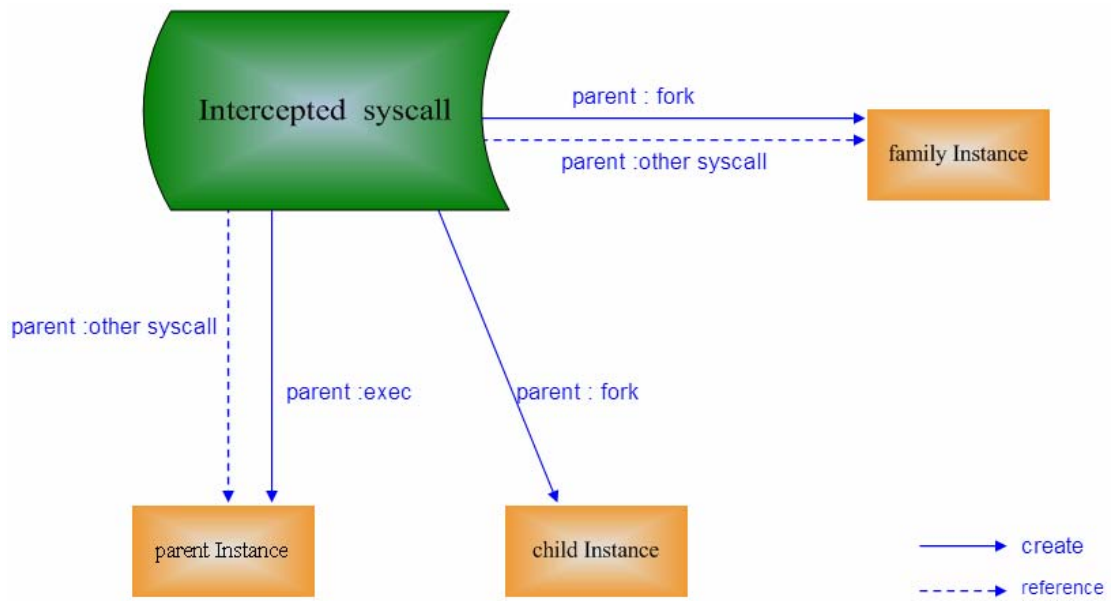 Intercepted syscall
parent : fork
parent :other syscall
family Instance
parent :other syscall
parent :exec
parent : fork
parent Instance
child Instance
create
reference